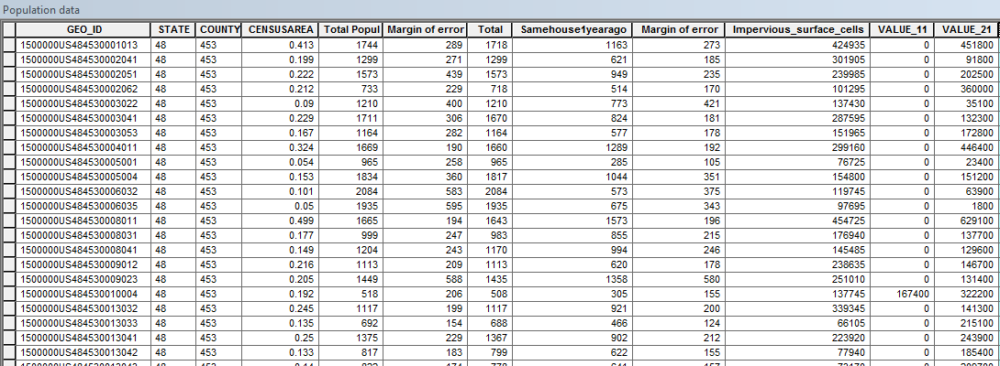 Population data
GEO_ID STATE COUNTY CENSUSAREA Total Popul Margin of error Total Samehouse1yearago Margin of error Impervious_surface_cells VALUE_11 VALUE_21
1500000US484530001013 48 453 0.413 1744 289 1718 1163 273 424935 0 451800
1500000US484530002041 48 453 0.199 1299 271 1299 621 185 301905 0 91800
1500000US484530002051 48 453 0.222 1573 439 1573 949 235 239985 0 202500
1500000US484530002062 48 453 0.212 733 229 718 514 170 101295 0 360000
1500000US484530003022 48 453 0.09 1210 400 1210 773 421 137430 0 35100
1500000US484530003041 48 453 0.229 1711 306 1670 824 181 287595 0 132300
1500000US484530003053 48 453 0.167 1164 282 1164 577 178 151965 0 172800
1500000US484530004011 48 453 0.324 1669 190 1660 1289 192 299160 0 446400
1500000US484530005001 48 453 0.054 965 258 965 285 105 76725 0 23400
1500000US484530005004 48 453 0.153 1834 360 1817 1044 351 154800 0 151200
1500000US484530006032 48 453 0.101 2084 583 2084 573 375 119745 0 63900
1500000US484530006035 48 453 0.05 1935 595 1935 675 343 97695 0 1800
1500000US484530008011 48 453 0.499 1665 194 1643 1573 196 454725 0 629100
1500000US484530008031 48 453 0.177 999 247 983 855 215 176940 0 137700
1500000US484530008041 48 453 0.149 1204 243 1170 994 246 145485 0 129600
1500000US484530009012 48 453 0.216 1113 209 1113 620 178 238635 0 146700
1500000US484530009023 48 453 0.205 1449 588 1435 1358 580 251010 0 131400
1500000US484530010004 48 453 0.192 518 206 508 305 155 137745 167400 322200
1500000US484530013032 48 453 0.245 1117 199 1117 921 200 339345 0 141300
1500000US484530013033 48 453 0.135 692 154 688 466 124 66105 0 215100
1500000US484530013041 48 453 0.25 1375 229 1367 902 212 223920 0 243900
1500000US484530013042 48 453 0.133 817 183 799 622 155 77940 0 185400